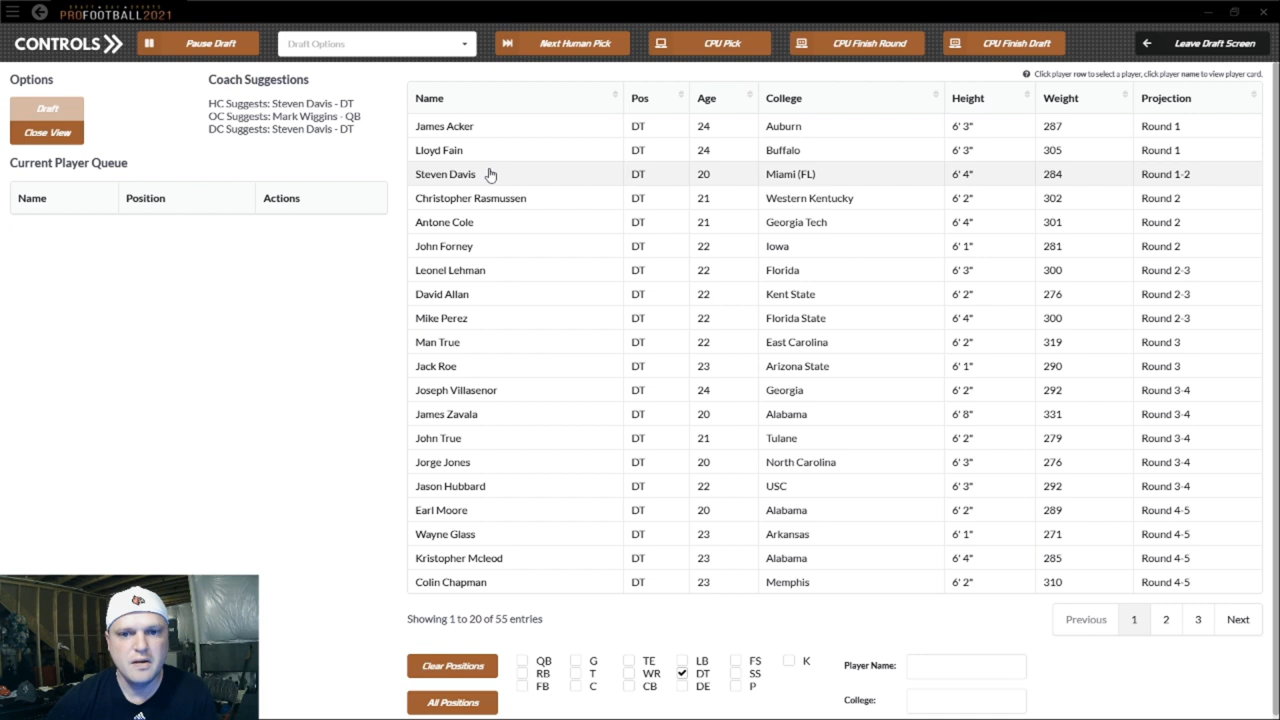 DRAFT DAY SPORTS
PROFOOTBALL2021
CONTROLS
Pause Draft
Draft Options
Next Human Pick
CPU Pick
CPU Finish Round
CPU Finish Draft
Leave Draft Screen
Click player row to select a player, click player name to view player card.
Options
Draft
Close View
Coach Suggestions
HC Suggests: Steven Davis - DT
OC Suggests: Mark Wiggins - QB
DC Suggests: Steven Davis - DT
Current Player Queue
Name Position Actions
Name Pos Age College Height Weight Projection
James Acker DT 24 Auburn 6' 3" 287 Round 1
Lloyd Fain DT 24 Buffalo 6' 3" 305 Round 1
Steven Davis DT 20 Miami (FL) 6' 4" 284 Round 1-2
Christopher Rasmussen DT 21 Western Kentucky 6' 2" 302 Round 2
Antone Cole DT 21 Georgia Tech 6' 4" 301 Round 2
John Forney DT 22 Iowa 6' 1" 281 Round 2
Leonel Lehman DT 22 Florida 6' 3" 300 Round 2-3
David Allan DT 22 Kent State 6' 2" 276 Round 2-3
Mike Perez DT 22 Florida State 6' 4" 300 Round 2-3
Man True DT 22 East Carolina 6' 2" 319 Round 3
Jack Roe DT 23 Arizona State 6' 1" 290 Round 3
Joseph Villasenor DT 24 Georgia 6' 2" 292 Round 3-4
James Zavala DT 20 Alabama 6' 8" 331 Round 3-4
John True DT 21 Tulane 6' 2" 279 Round 3-4
Jorge Jones DT 20 North Carolina 6' 3" 276 Round 3-4
Jason Hubbard DT 22 USC 6' 3" 292 Round 3-4
Earl Moore DT 20 Alabama 6' 2" 289 Round 4-5
Wayne Glass DT 23 Arkansas 6' 1" 271 Round 4-5
Kristopher Mcleod DT 23 Alabama 6' 4" 285 Round 4-5
Colin Chapman DT 23 Memphis 6' 2" 310 Round 4-5
Showing 1 to 20 of 55 entries
Previous 1 2 3 Next
Clear Positions
All Positions
QB G TE LB FS K
RB T WR DT SS
FB C CB DE P
Player Name:
College: